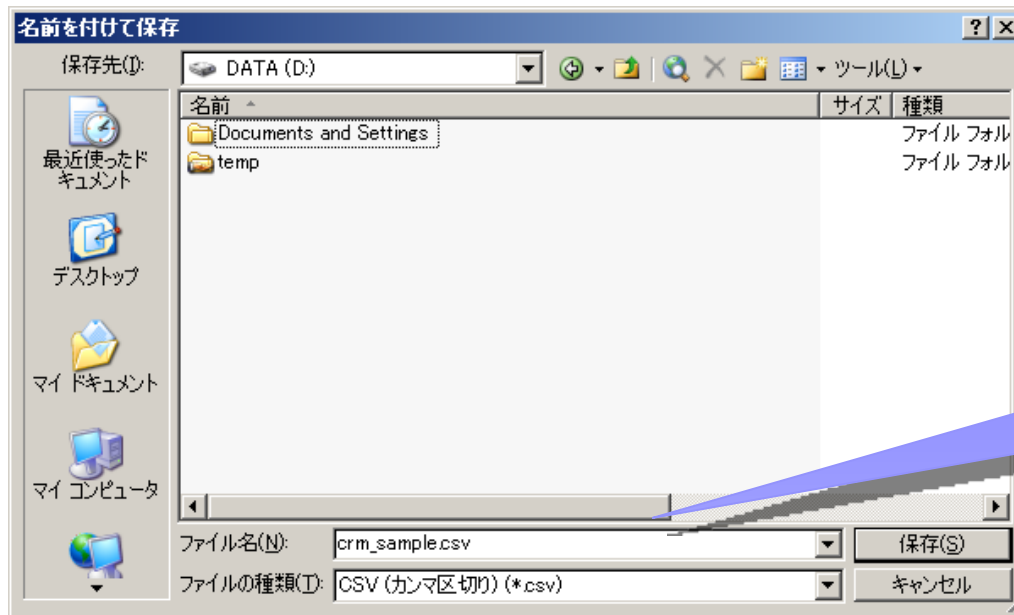 名前を付けて保存
保存先(I):
DATA (D:)
ツール(L)
名前
サイズ
種類
Documents and Settings
ファイル フォル
temp
ファイル フォル
最近使ったド
キュメント
デスクトップ
マイ ドキュメント
マイ コンピュータ
ファイル名(N):
crm_sample.csv
保存(S)
ファイルの種類(T):
CSV (カンマ区切り) (*.csv)
キャンセル